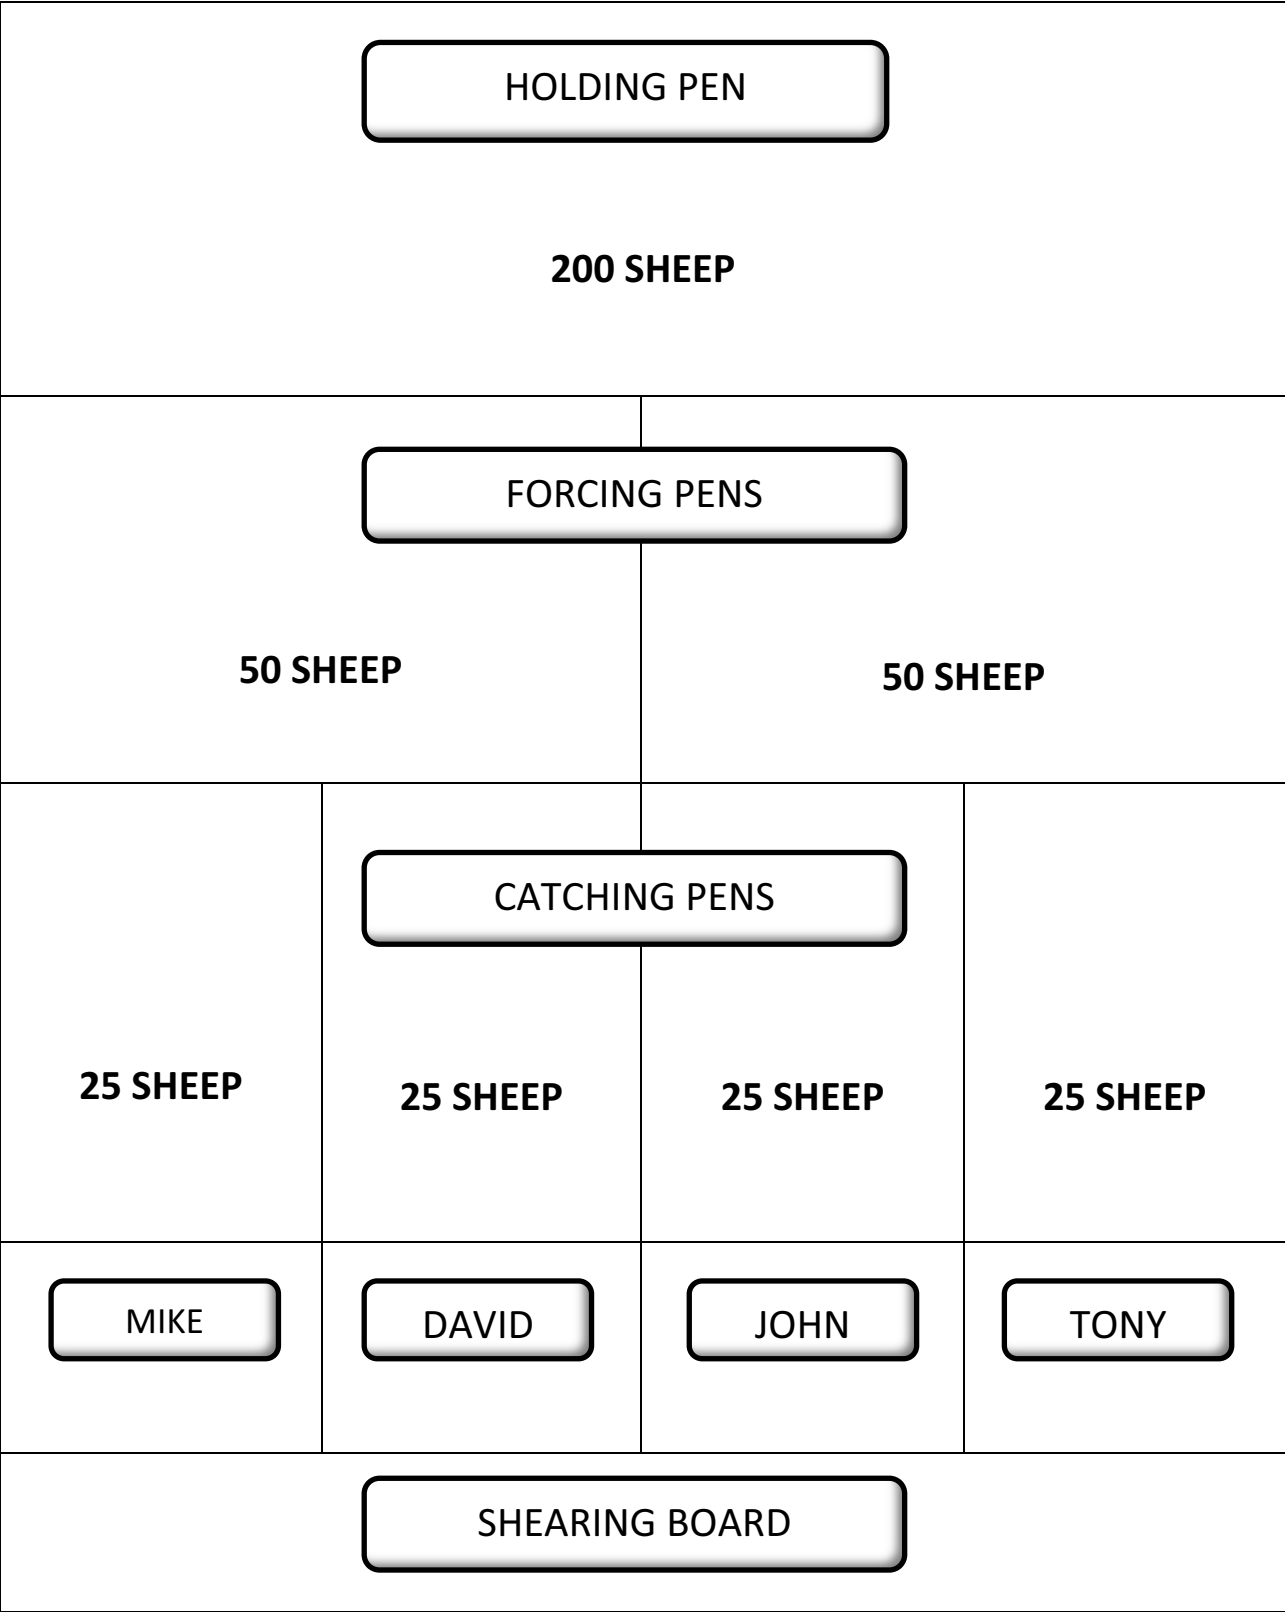 HOLDING PEN
200 SHEEP
FORCING PENS
50 SHEEP
50 SHEEP
CATCHING PENS
25 SHEEP
25 SHEEP
25 SHEEP
25 SHEEP
MIKE
DAVID
JOHN
TONY
SHEARING BOARD